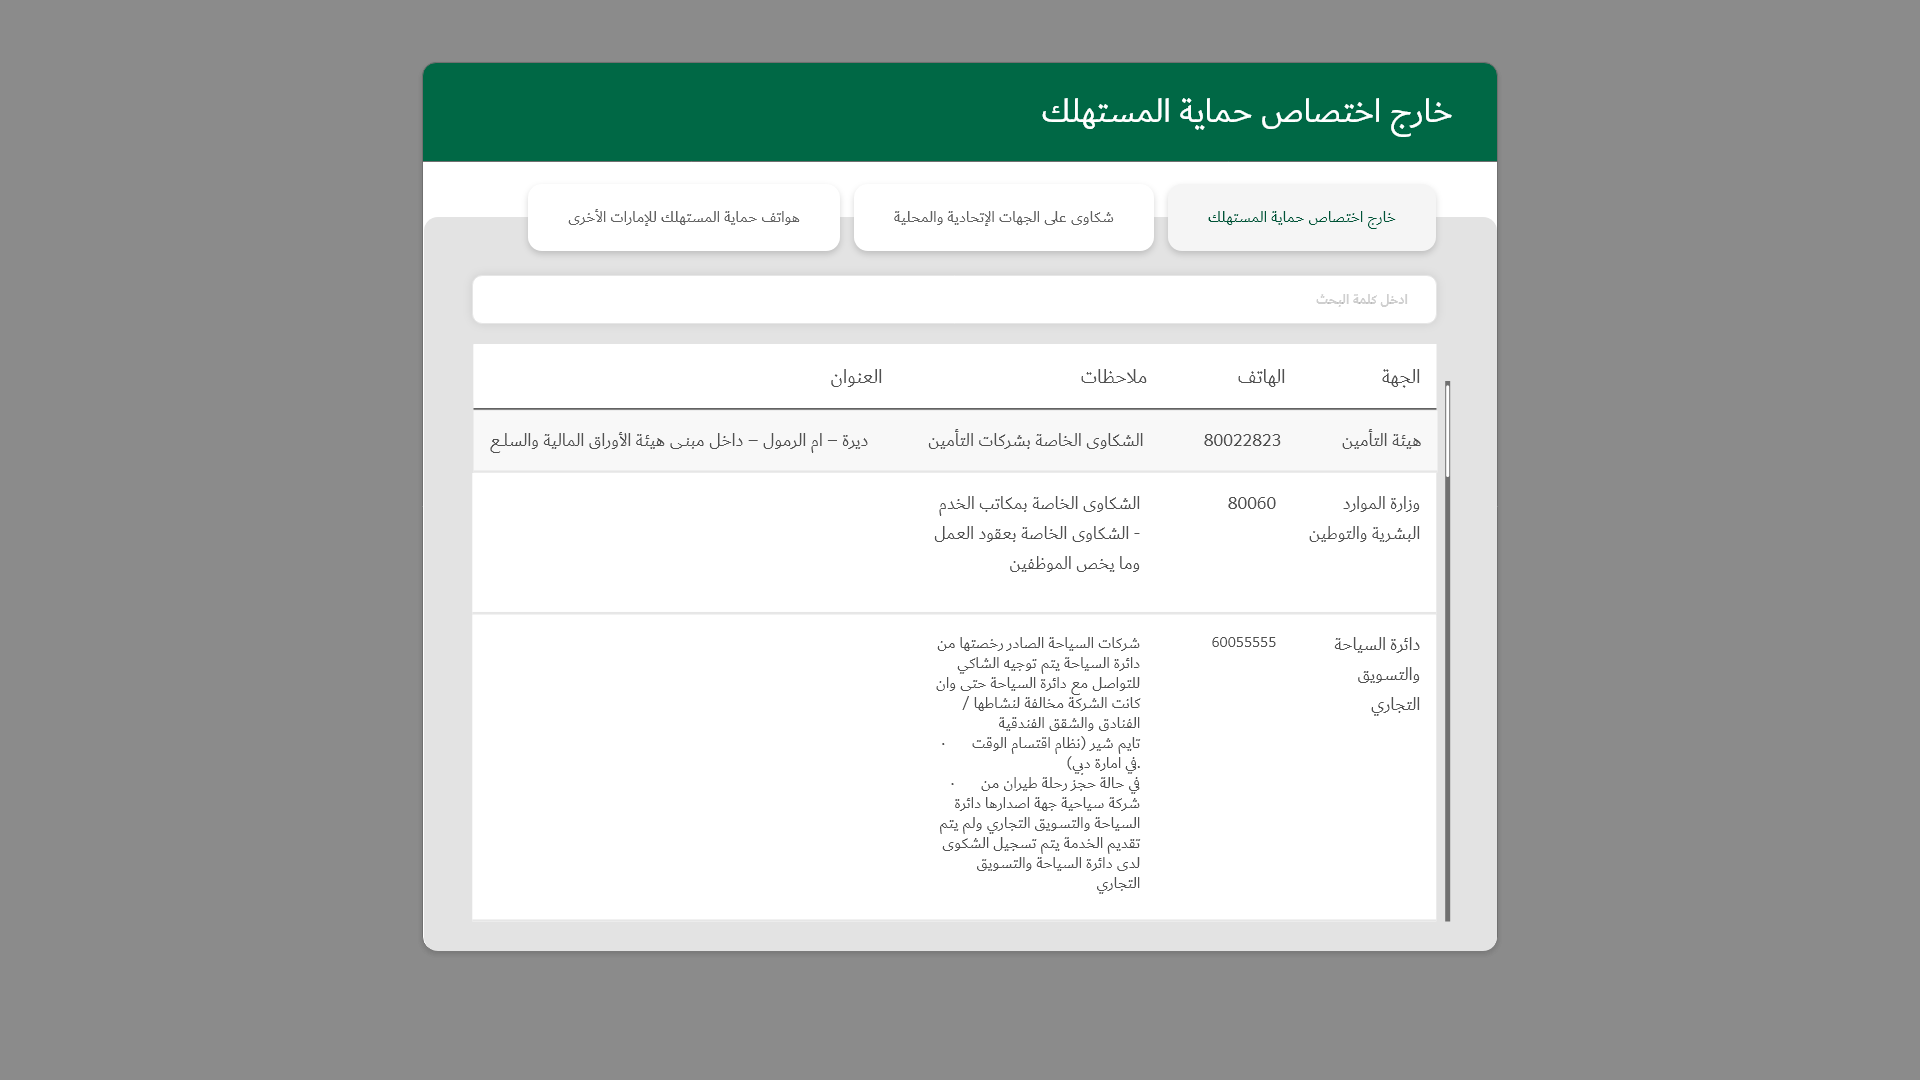 خارج اختصاص حماية المستهلك
خارج اختصاص حماية المستهلك
شكاوى على الجهات الإتحادية والمحلية
هواتف حماية المستهلك للإمارات الأخرى
ادخل كلمة البحث
الجهة الهاتف ملاحظات العنوان
هيئة التأمين 80022823 الشكاوى الخاصة بشركات التأمين ديرة – ام الرمول – داخل مبنى هيئة الأوراق المالية والسلع
وزارة الموارد 80060 الشكاوى الخاصة بمكاتب الخدم
البشرية والتوطين - الشكاوى الخاصة بعقود العمل
وما يخص الموظفين
دائرة السياحة 60055555 شركات السياحة الصادر رخصتها من
والتسويق
التجاري
دائرة السياحة يتم توجيه الشاكي
للتواصل مع دائرة السياحة حتى وان
كانت الشركة مخالفة لنشاطها /
الفنادق والشقق الفندقية
تايم شير (نظام اقتسام الوقت ·
.في امارة دبي)
في حالة حجز رحلة طيران من ·
شركة سياحية جهة اصدارها دائرة
السياحة والتسويق التجاري ولم يتم
تقديم الخدمة يتم تسجيل الشكوى
لدى دائرة السياحة والتسويق
التجاري